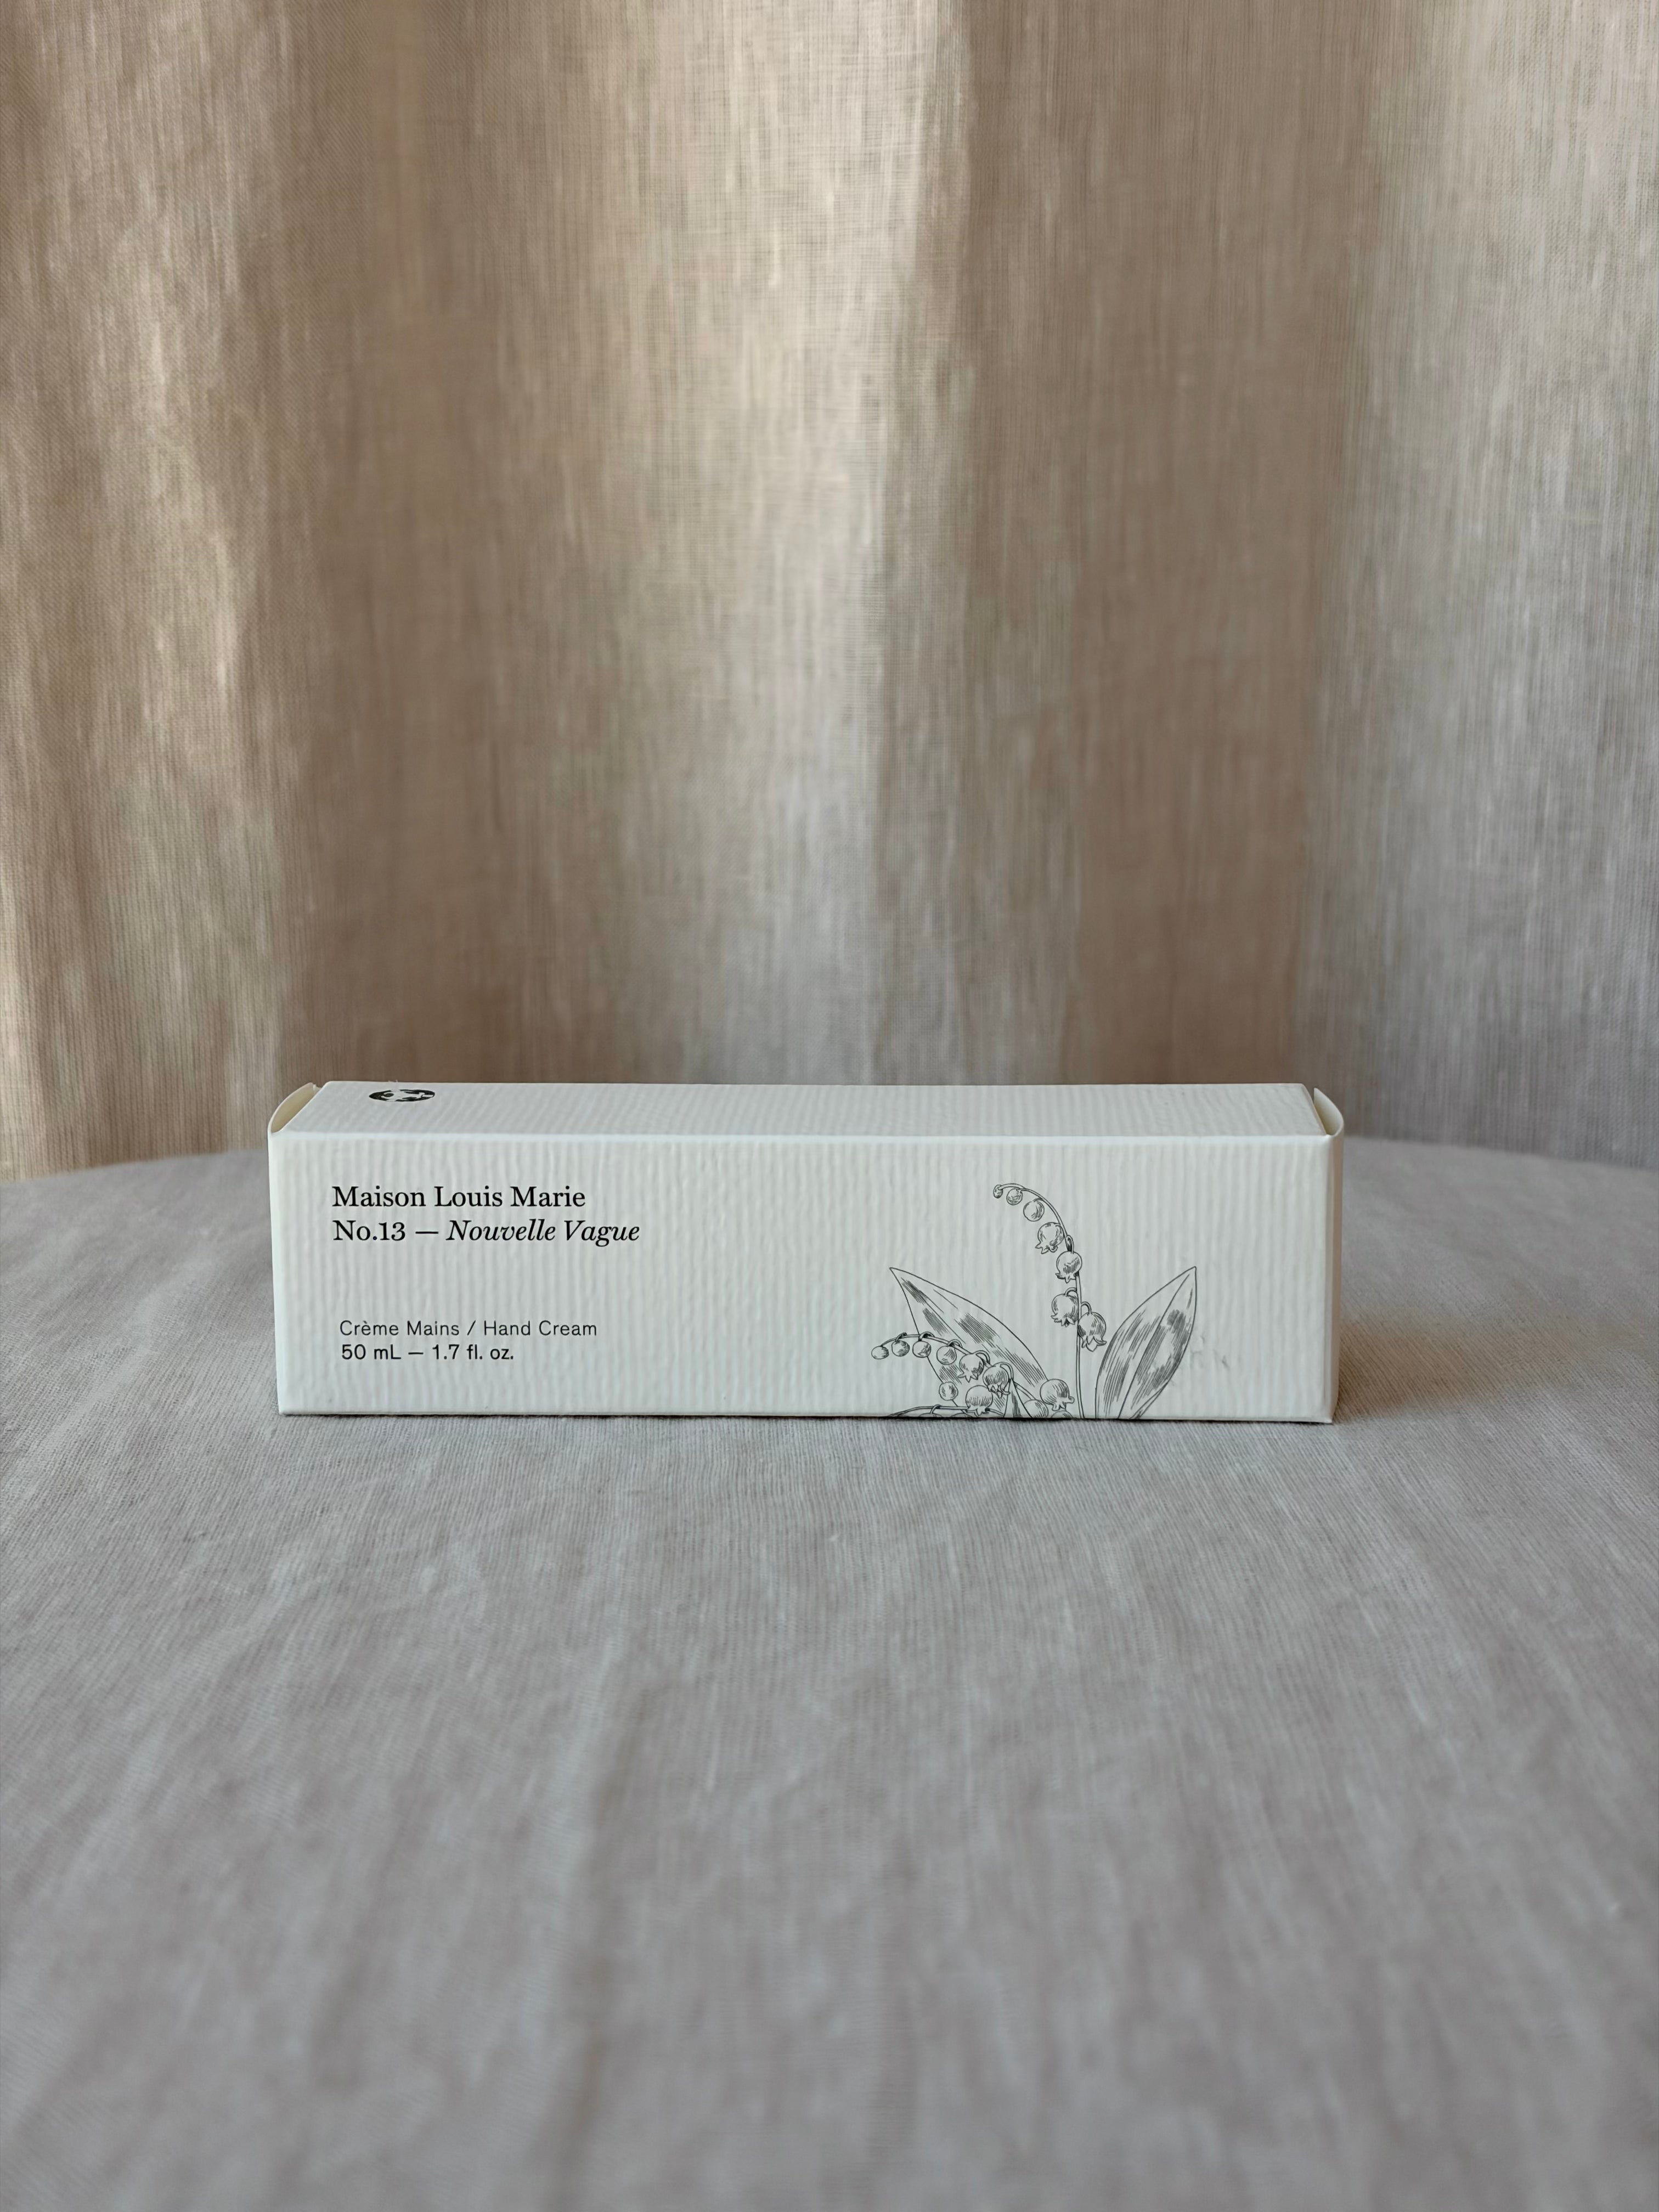 Maison Louis Marie
No.13 — Nouvelle Vague
Crème Mains / Hand Cream
50 mL — 1.7 fl. oz.